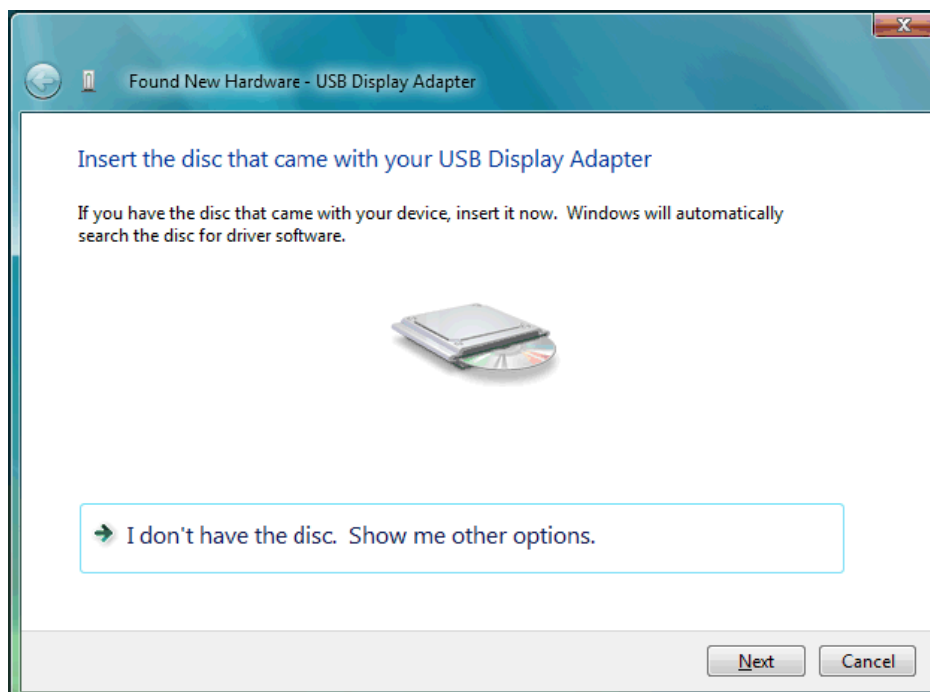 Found New Hardware - USB Display Adapter
Insert the disc that came with your USB Display Adapter
If you have the disc that came with your device, insert it now.  Windows will automatically
search the disc for driver software.
I don't have the disc.  Show me other options.
Next
Cancel